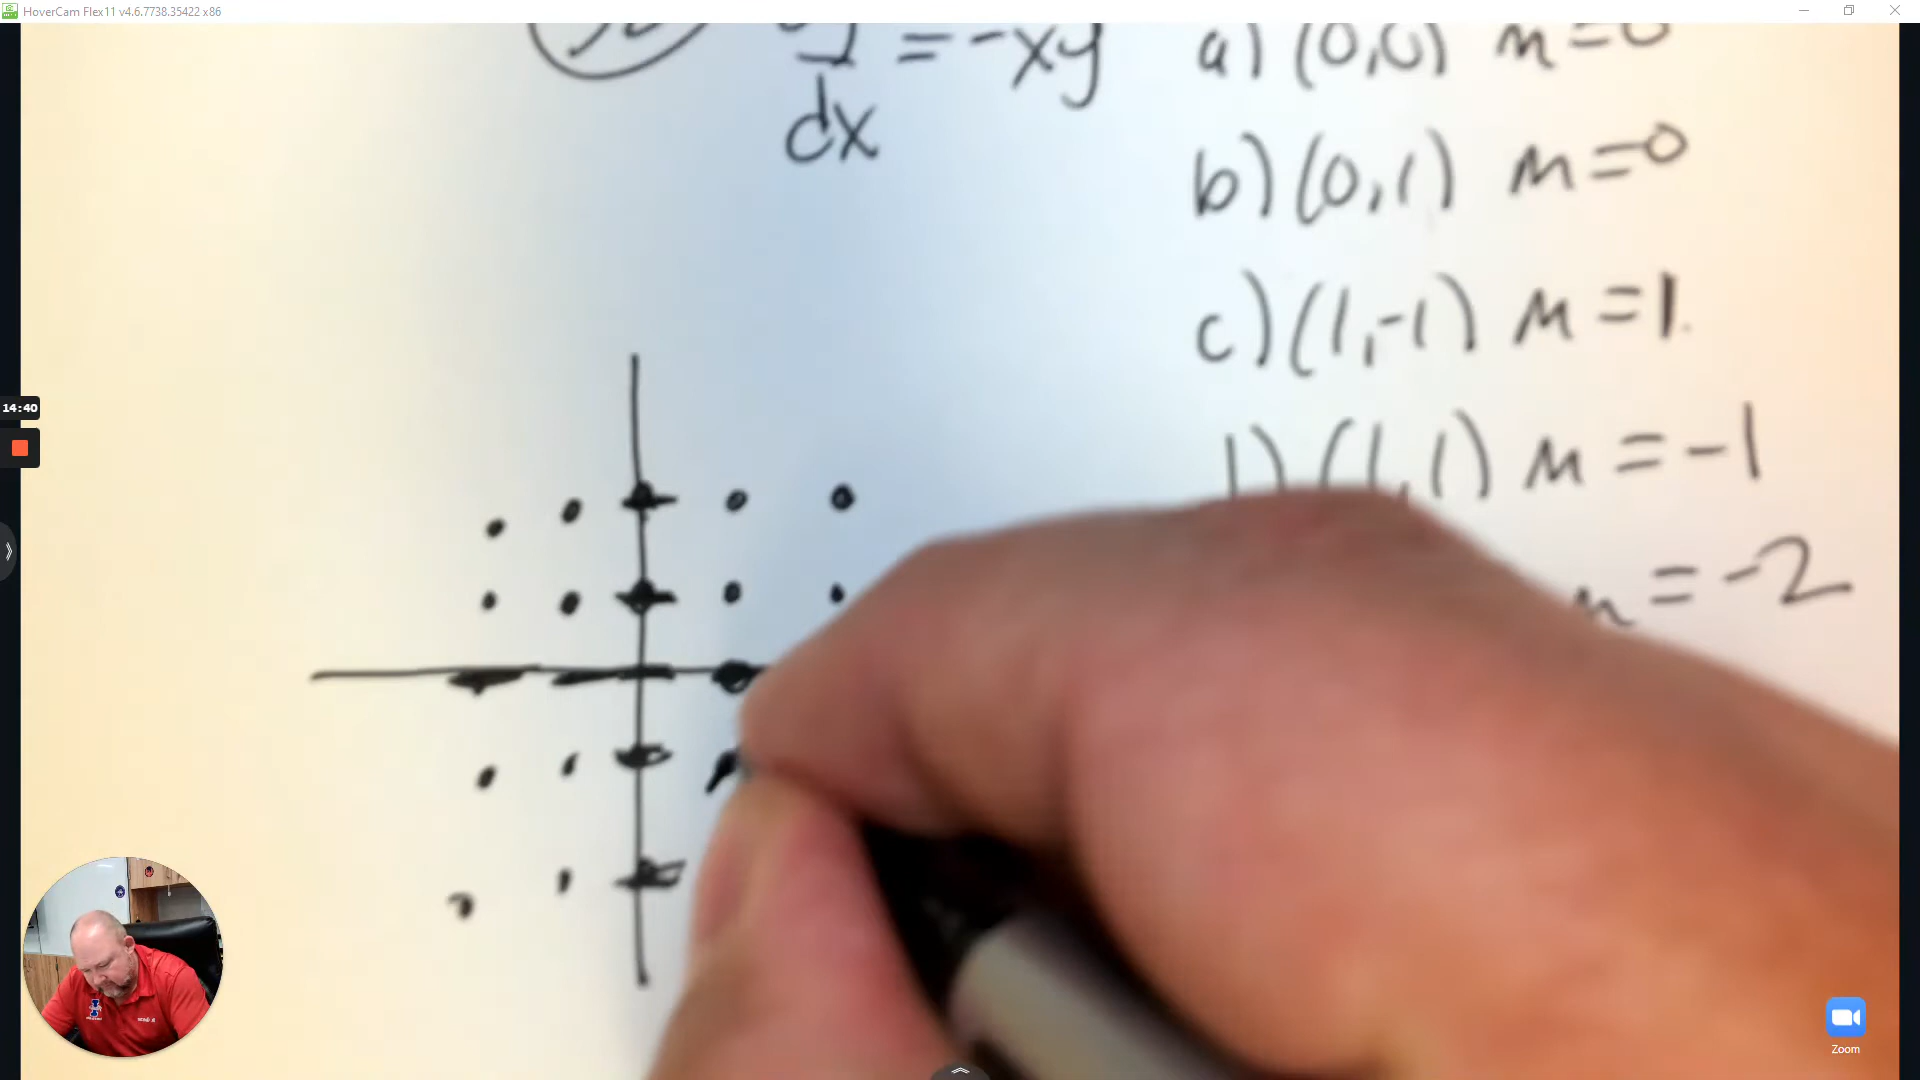 HoverCam Flex11 v4.6.7738.35422 x86
= -xy
dx
a) (0,0) m=0
b) (0,1) m=0
c) (1,-1) m=1
) (1,1) m=-1
14:40
m=-2
Zoom